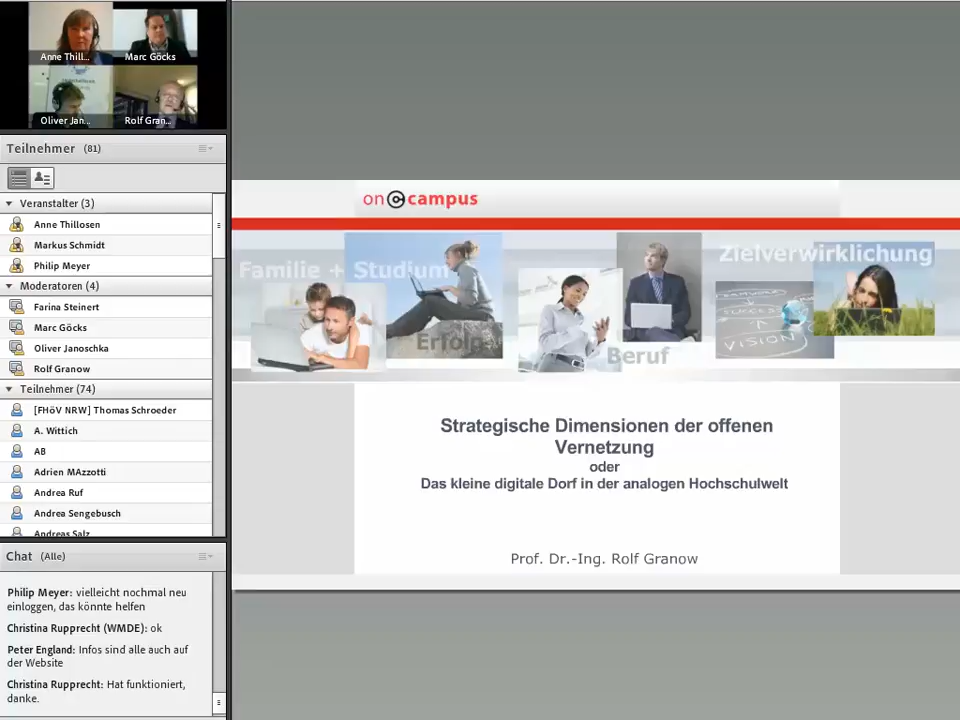 Anne Thill...
Marc Göcks
Oliver Jan...
Rolf Gran...
Teilnehmer (81)
Veranstalter (3)
Anne Thillosen
Markus Schmidt
Philip Meyer
Moderatoren (4)
Farina Steinert
Marc Göcks
Oliver Janoschka
Rolf Granow
Teilnehmer (74)
[FHöV NRW] Thomas Schroeder
A. Wittich
AB
Adrien MAzzotti
Andrea Ruf
Andrea Sengebusch
Andreas Salz
Chat (Alle)
Philip Meyer: vielleicht nochmal neu
einloggen, das könnte helfen
Christina Rupprecht (WMDE): ok
Peter England: Infos sind alle auch auf
der Website
Christina Rupprecht: Hat funktioniert,
danke.
on campus
Familie + Studium
Erfolg
Beruf
Zielverwirklichung
SUCCESS
VISION
Strategische Dimensionen der offenen
Vernetzung
oder
Das kleine digitale Dorf in der analogen Hochschulwelt
Prof. Dr.-Ing. Rolf Granow